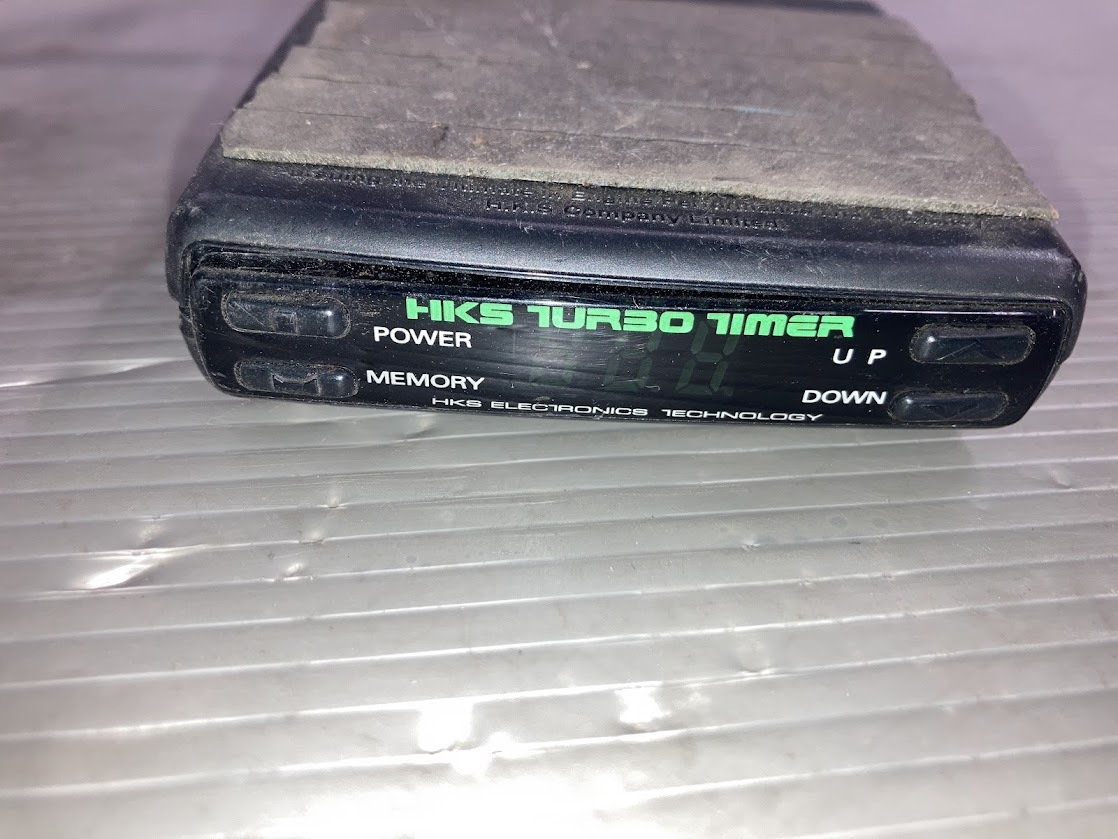 H.K.S Company Limited.
HKS TURBO TIMER
POWER
UP
MEMORY
DOWN
HKS ELECTRONICS TECHNOLOGY